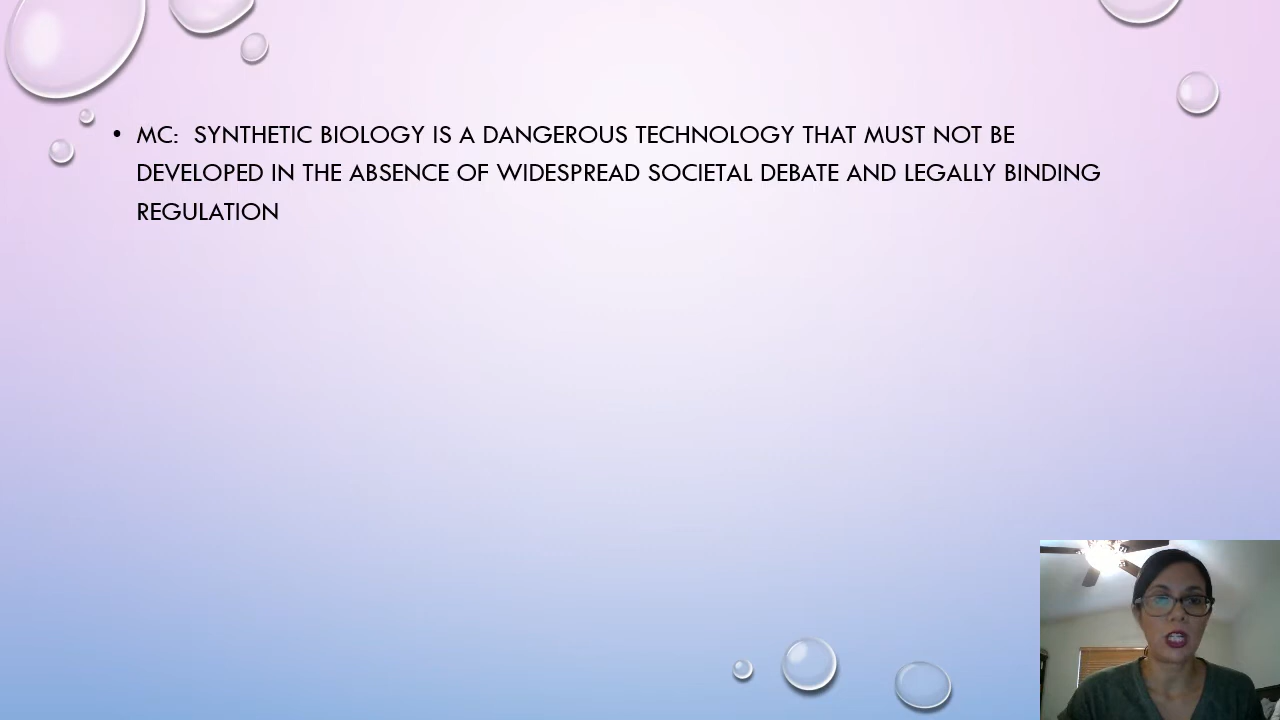 • MC:  SYNTHETIC BIOLOGY IS A DANGEROUS TECHNOLOGY THAT MUST NOT BE
DEVELOPED IN THE ABSENCE OF WIDESPREAD SOCIETAL DEBATE AND LEGALLY BINDING
REGULATION